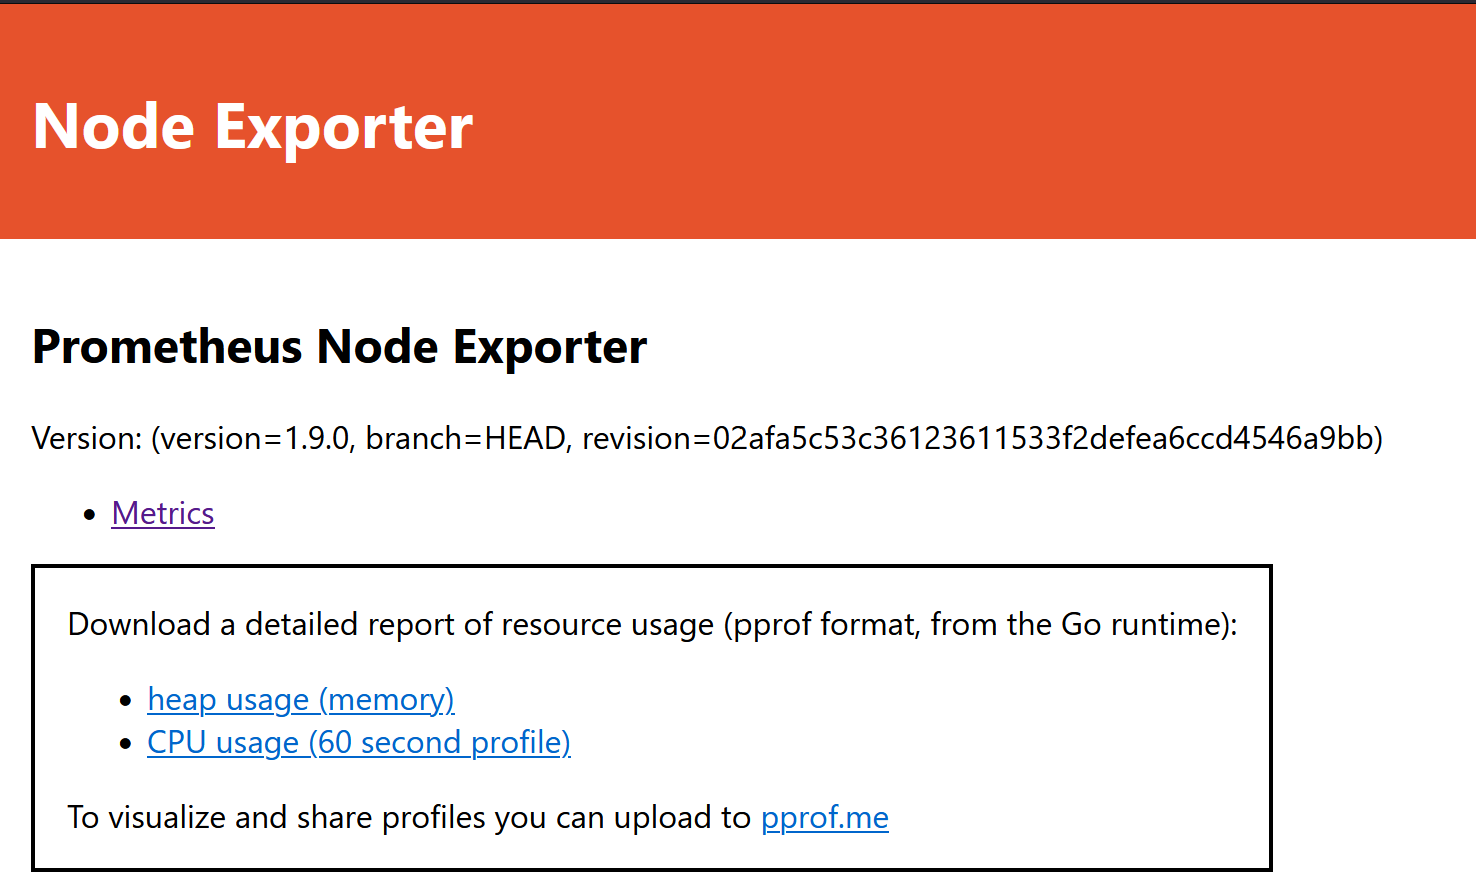 Node Exporter
Prometheus Node Exporter
Version: (version=1.9.0, branch=HEAD, revision=02afa5c53c36123611533f2defea6ccd4546a9bb)
Metrics
Download a detailed report of resource usage (pprof format, from the Go runtime):
heap usage (memory)
CPU usage (60 second profile)
To visualize and share profiles you can upload to pprof.me